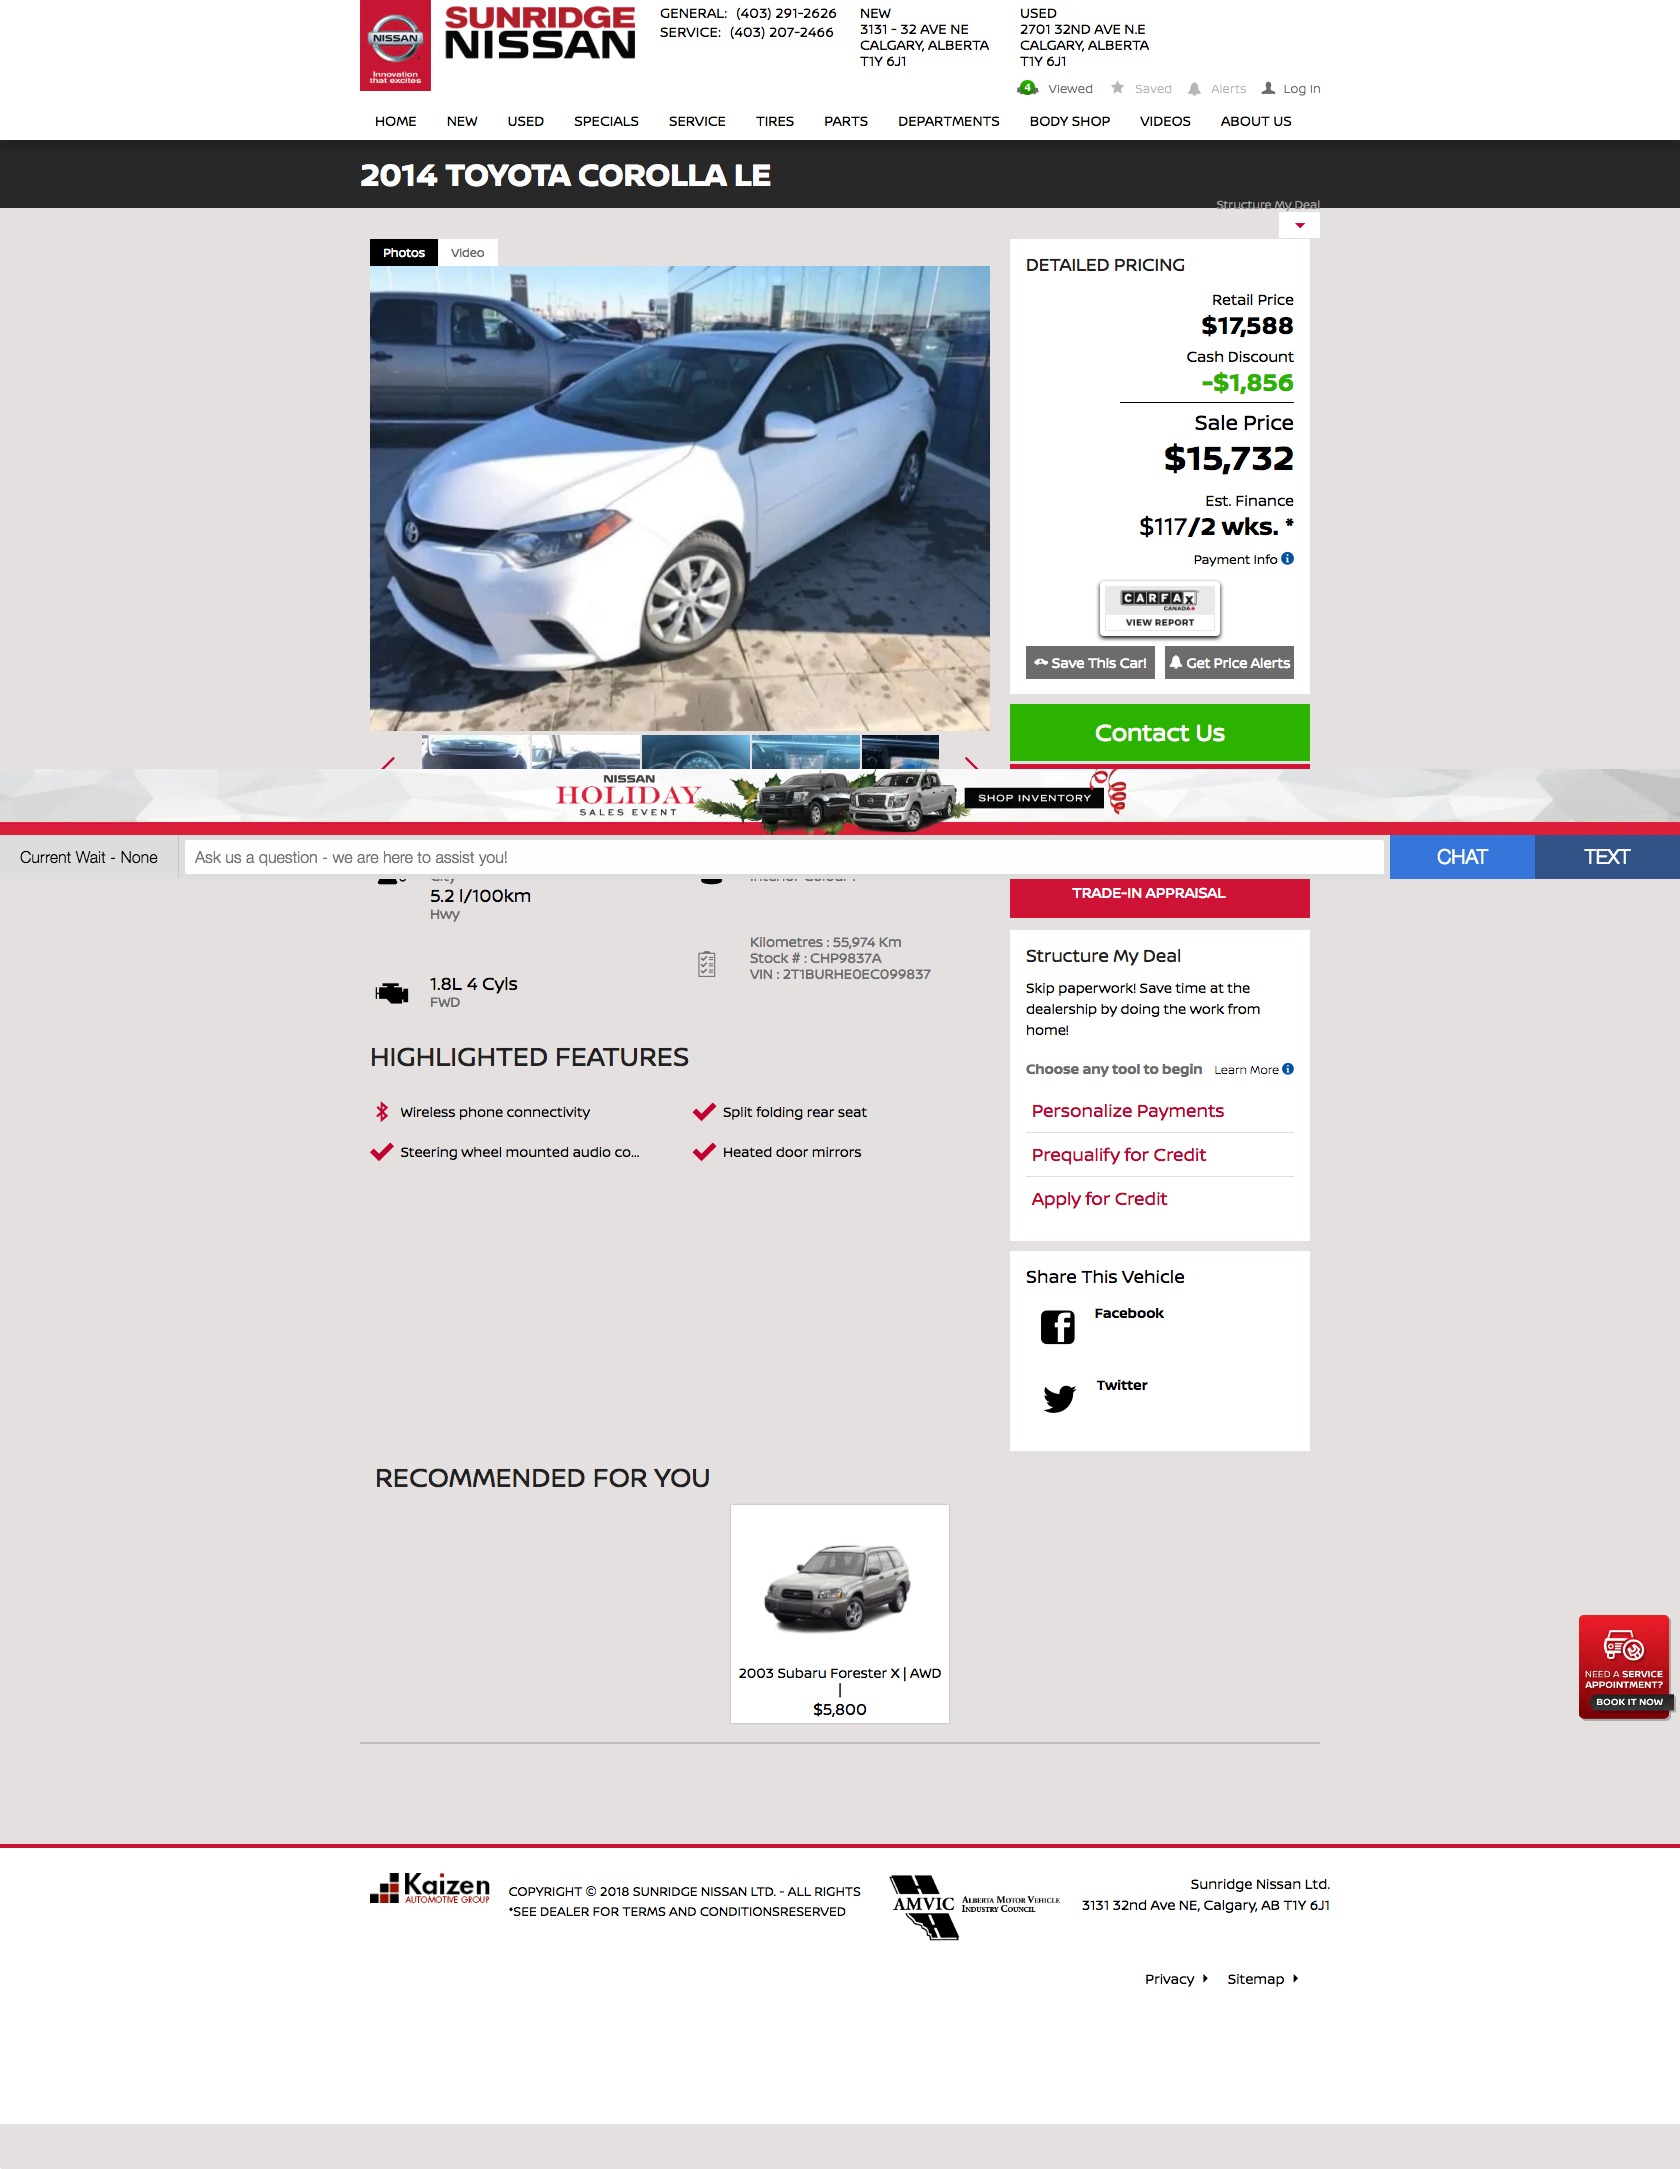 NISSAN
Innovation
that excites
SUNRIDGE
NISSAN
GENERAL: (403) 291-2626
SERVICE: (403) 207-2466
NEW
3131 - 32 AVE NE
CALGARY, ALBERTA
T1Y 6J1
USED
2701 32ND AVE N.E
CALGARY, ALBERTA
T1Y 6J1
4 Viewed Saved Alerts Log In
HOME NEW USED SPECIALS SERVICE TIRES PARTS DEPARTMENTS BODY SHOP VIDEOS ABOUT US
2014 TOYOTA COROLLA LE
Structure My Deal
Photos Video
DETAILED PRICING
Retail Price
$17,588
Cash Discount
-$1,856
Sale Price
$15,732
Est. Finance
$117/2 wks. *
Payment Info
CARFAX
CANADA
VIEW REPORT
Save This Car! Get Price Alerts
Contact Us
NISSAN
HOLIDAY
SALES EVENT
SHOP INVENTORY
Current Wait - None
Ask us a question - we are here to assist you!
CHAT TEXT
City
5.2 l/100km
Hwy
Interior Colour :
1.8L 4 Cyls
FWD
Kilometres : 55,974 Km
Stock # : CHP9837A
VIN : 2T1BURHE0EC099837
TRADE-IN APPRAISAL
Structure My Deal
Skip paperwork! Save time at the
dealership by doing the work from
home!
Choose any tool to begin Learn More
Personalize Payments
Prequalify for Credit
Apply for Credit
HIGHLIGHTED FEATURES
Wireless phone connectivity
Split folding rear seat
Steering wheel mounted audio co...
Heated door mirrors
Share This Vehicle
Facebook
Twitter
RECOMMENDED FOR YOU
2003 Subaru Forester X | AWD
|
$5,800
NEED A SERVICE
APPOINTMENT?
BOOK IT NOW
Kaizen
AUTOMOTIVE GROUP
COPYRIGHT © 2018 SUNRIDGE NISSAN LTD. - ALL RIGHTS
*SEE DEALER FOR TERMS AND CONDITIONSRESERVED
AMVIC
ALBERTA MOTOR VEHICLE
INDUSTRY COUNCIL
Sunridge Nissan Ltd.
3131 32nd Ave NE, Calgary, AB T1Y 6J1
Privacy Sitemap